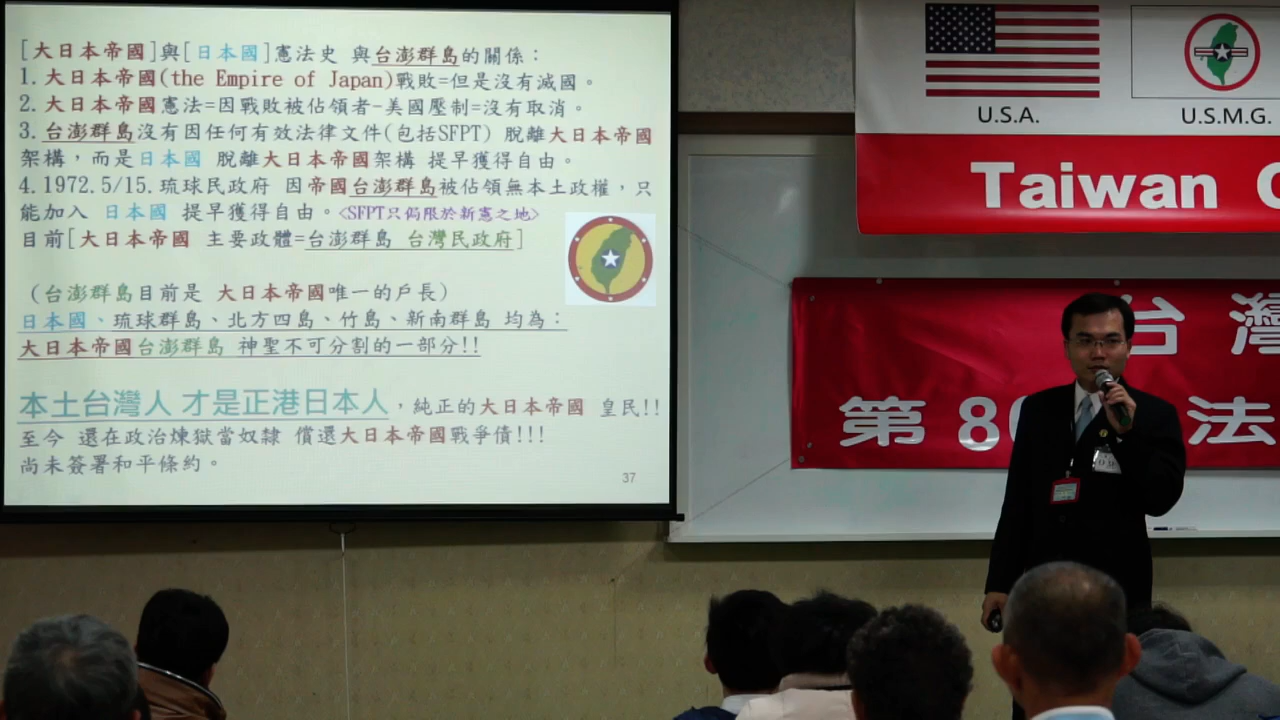 [大日本帝國]與[日本國]憲法史 與台澎群島的關係：
1.大日本帝國(the Empire of Japan)戰敗=但是沒有滅國。
2.大日本帝國憲法=因戰敗被佔領者-美國壓制=沒有取消。
3.台澎群島沒有因任何有效法律文件(包括SFPT) 脫離大日本帝國
架構，而是日本國 脫離大日本帝國架構 提早獲得自由。
4.1972.5/15.琉球民政府 因帝國台澎群島被佔領無本土政權，只
能加入 日本國 提早獲得自由。<SFPT只侷限於新憲之地>
目前[大日本帝國 主要政體=台澎群島 台灣民政府]
（台澎群島目前是 大日本帝國唯一的戶長）
日本國、琉球群島、北方四島、竹島、新南群島 均為：
大日本帝國台澎群島 神聖不可分割的一部分!!
本土台灣人 才是正港日本人，純正的大日本帝國 皇民!!
至今 還在政治煉獄當奴隸 償還大日本帝國戰爭債!!!
尚未簽署和平條約。
37
U.S.A.
U.S.M.G.
Taiwan C
台灣
第80 法